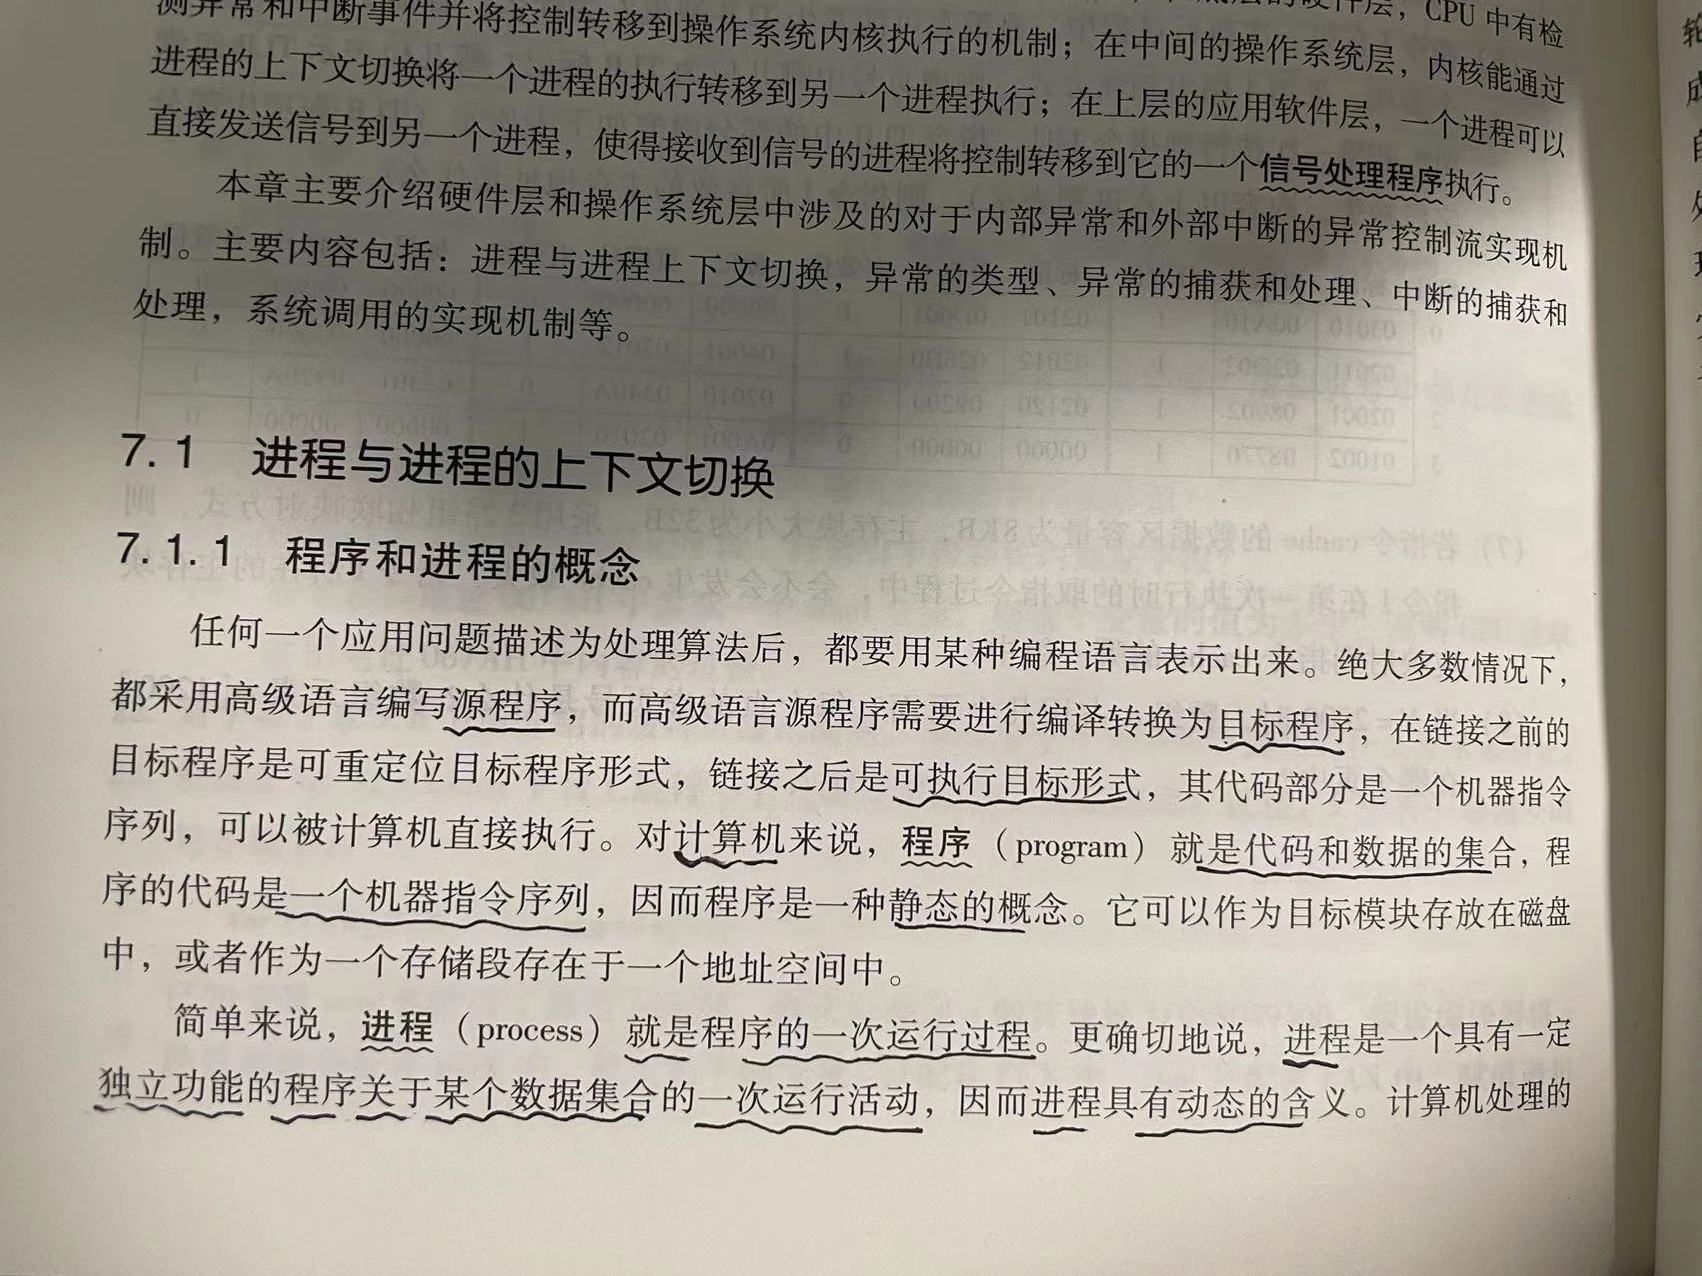 测异常和中断事件并将控制转移到操作系统内核执行的机制；在中间的操作系统层，内核能通过
的硬件层，CPU 中有检
进程的上下文切换将一个进程的执行转移到另一个进程执行；在上层的应用软件层，一个进程可以
直接发送信号到另一个进程，使得接收到信号的进程将控制转移到它的一个信号处理程序执行。
本章主要介绍硬件层和操作系统层中涉及的对于内部异常和外部中断的异常控制流实现机
制。主要内容包括：进程与进程上下文切换，异常的类型、异常的捕获和处理、中断的捕获和
处理，系统调用的实现机制等。
7.1 进程与进程的上下文切换
7.1.1 程序和进程的概念
任何一个应用问题描述为处理算法后，都要用某种编程语言表示出来。绝大多数情况下，
都采用高级语言编写源程序，而高级语言源程序需要进行编译转换为目标程序，在链接之前的
目标程序是可重定位目标程序形式，链接之后是可执行目标形式，其代码部分是一个机器指令
序列，可以被计算机直接执行。对计算机来说，程序（program）就是代码和数据的集合，程
序的代码是一个机器指令序列，因而程序是一种静态的概念。它可以作为目标模块存放在磁盘
中，或者作为一个存储段存在于一个地址空间中。
简单来说，进程（process）就是程序的一次运行过程。更确切地说，进程是一个具有一定
独立功能的程序关于某个数据集合的一次运行活动，因而进程具有动态的含义。计算机处理的